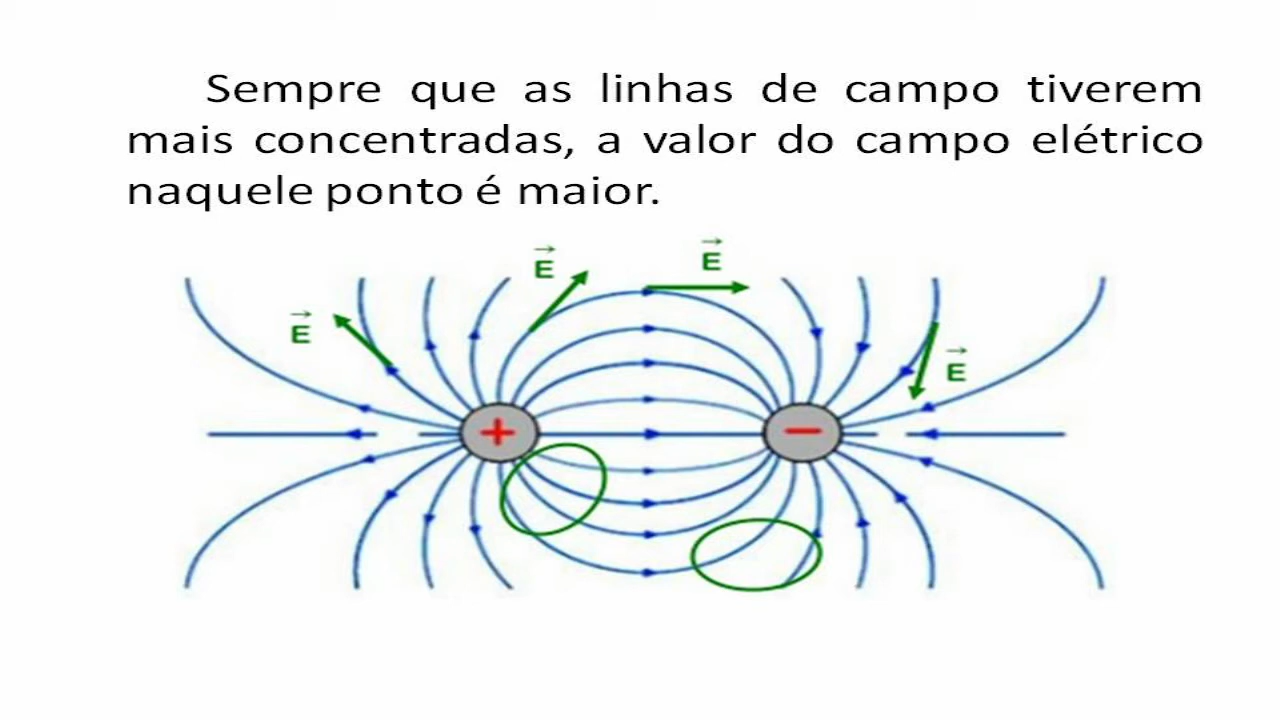 Sempre que as linhas de campo tiverem
mais concentradas, a valor do campo elétrico
naquele ponto é maior.
E
E
E
E
+
−